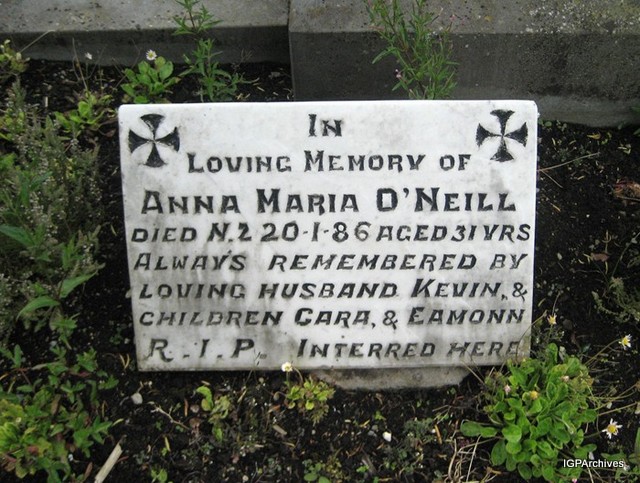 IN
LOVING MEMORY OF
ANNA MARIA O'NEILL
DIED N.Z 20-1-86 AGED 31 YRS
ALWAYS REMEMBERED BY
LOVING HUSBAND KEVIN, &
CHILDREN CARA, & EAMONN
R.I.P. INTERRED HERE
IGPArchives